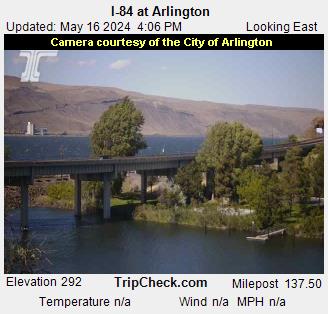 I-84 at Arlington
Updated: May 16 2024 4:06 PM Looking East
Camera courtesy of the City of Arlington
Elevation 292 TripCheck.com Milepost 137.50
Temperature n/a Wind n/a MPH n/a